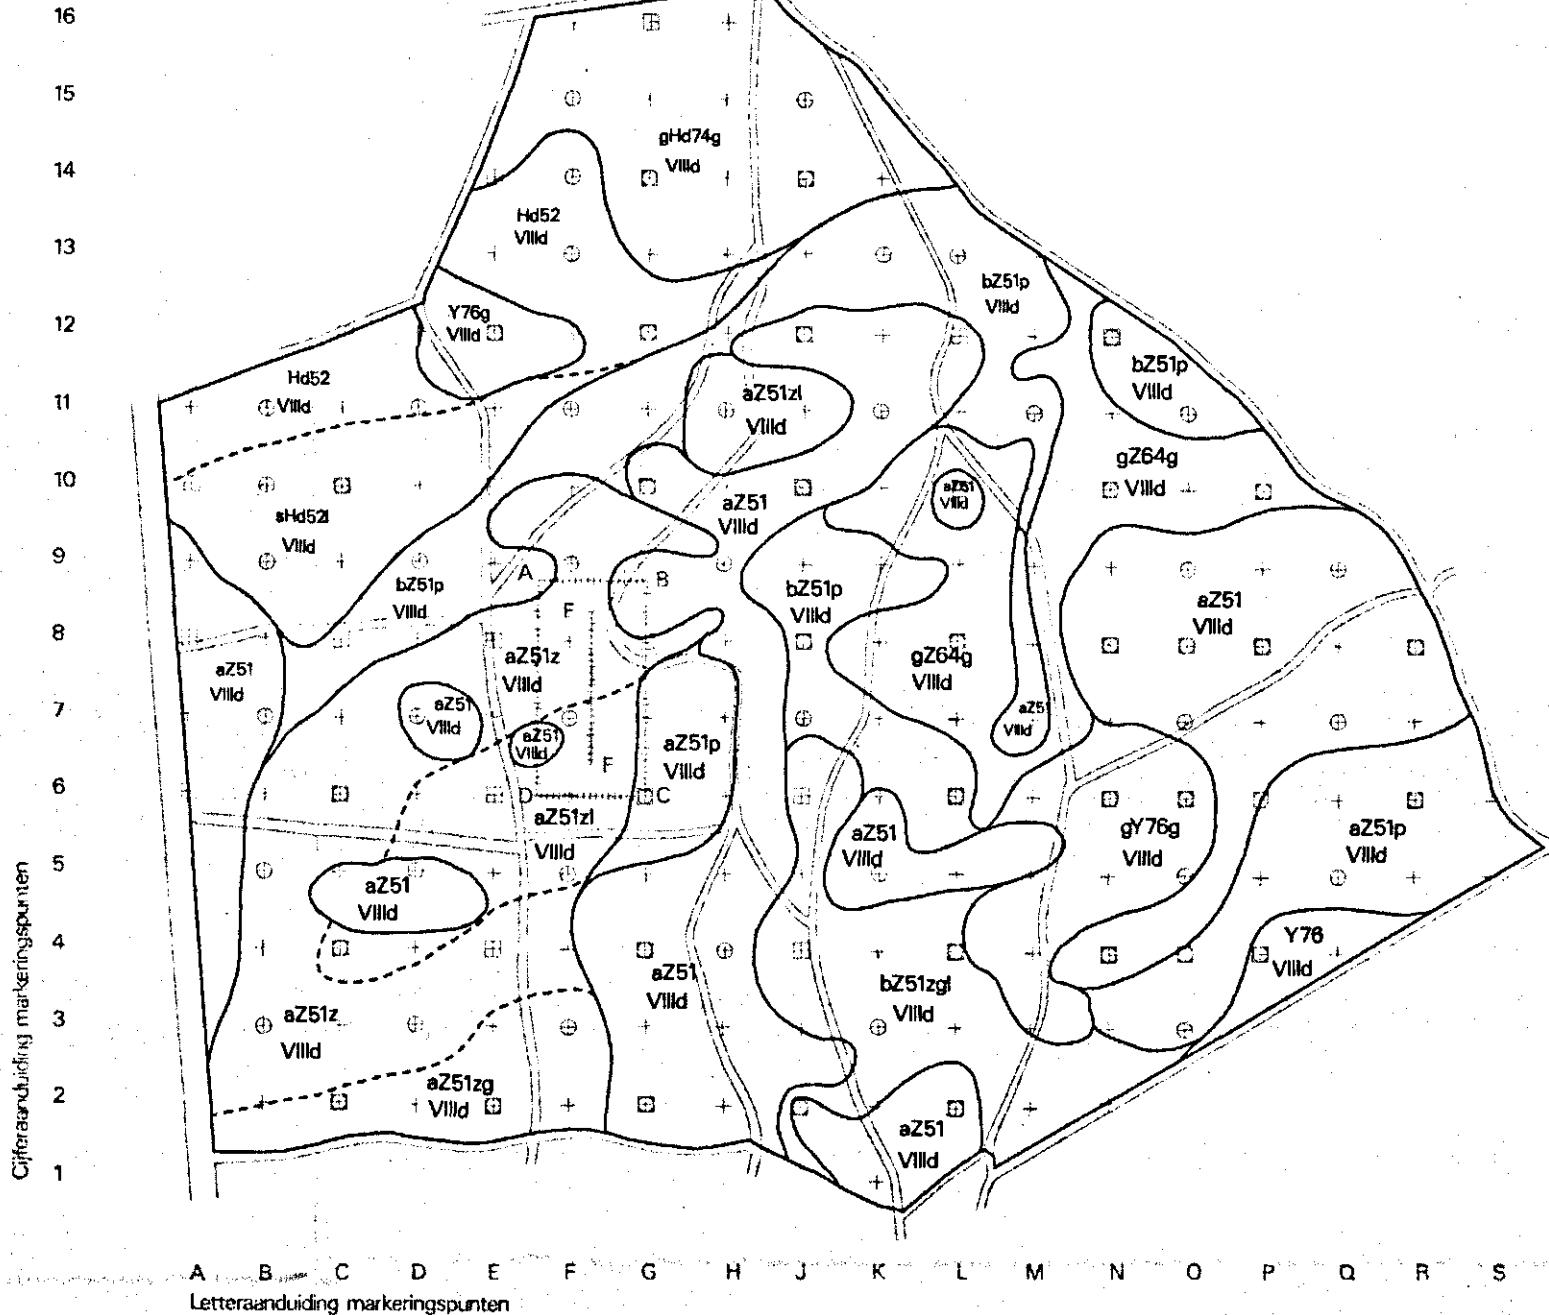 16
15
gHd74g
VIIId
14
Hd52
VIIId
13
bZ51p
VIIId
12
Y76g
VIIId
bZ51p
VIIId
Hd52
VIIId
11
aZ51zl
VIIId
gZ64g
VIIId
10
aZ51
VIIId
aZ51
VIIId
sHd52l
VIIId
9
A
B
bZ51p
VIIId
bZ51p
VIIId
aZ51
VIIId
F
8
aZ51
VIIId
aZ51z
VIIId
gZ64g
VIIId
7
aZ51
VIIId
aZ51
VIIId
aZ51
VIIId
aZ51p
VIIId
F
6
D
C
aZ51zl
VIIId
aZ51
VIIId
gY76g
VIIId
aZ51p
VIIId
5
aZ51
VIIId
4
Y76
VIIId
aZ51
VIIId
bZ51zgl
VIIId
3
aZ51z
VIIId
2
aZ51zg
VIIId
aZ51
VIIId
1
Cijferaanduiding markeringspunten
A B C D E F G H J K L M N O P Q R S
Letteraanduiding markeringspunten